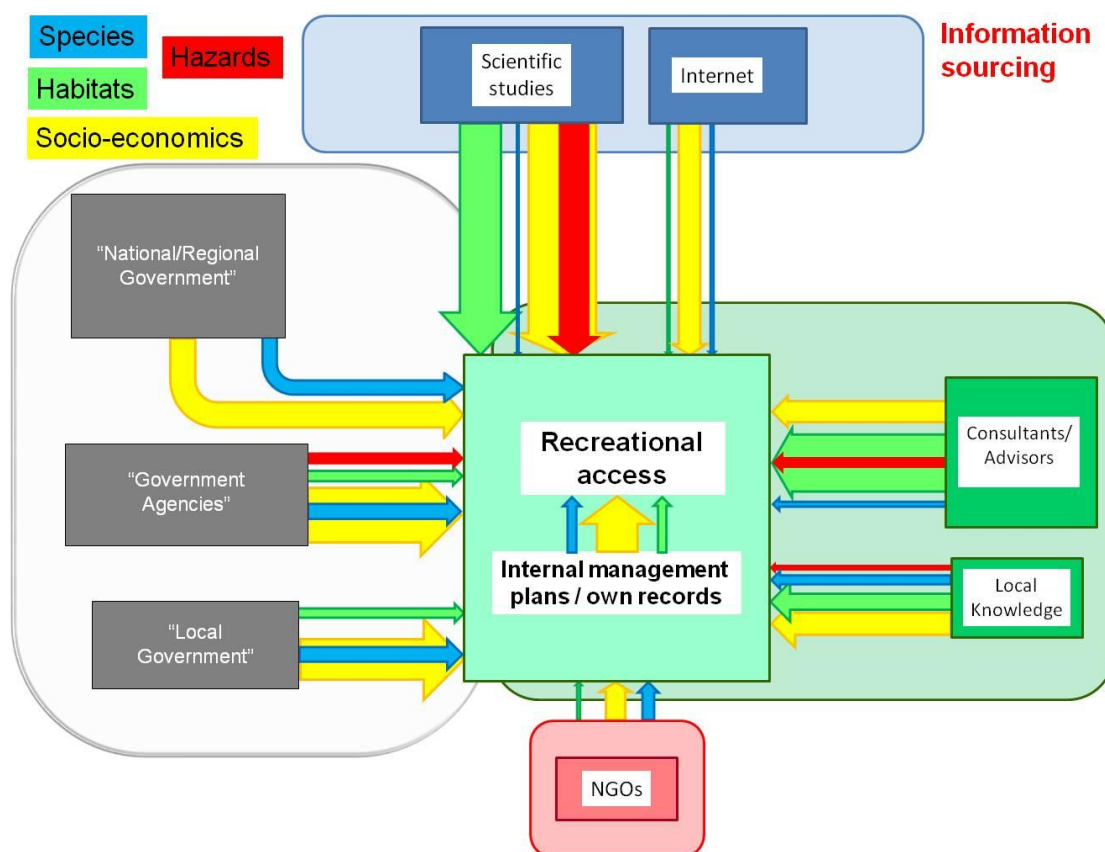 Species
Hazards
Habitats
Socio-economics
Information
sourcing
Scientific
studies
Internet
“National/Regional
Government”
“Government
Agencies”
“Local
Government”
Recreational
access
Internal management
plans / own records
Consultants/
Advisors
Local
Knowledge
NGOs